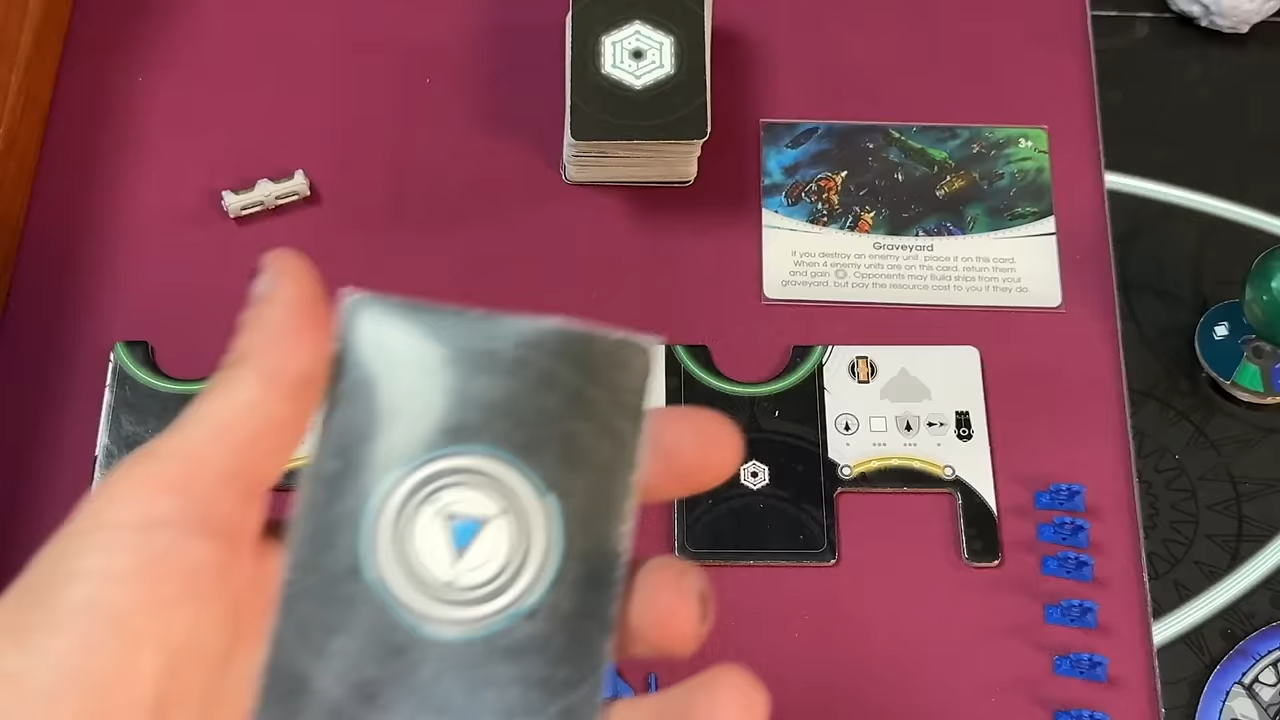 3+
Graveyard
If you destroy an enemy unit, place it on this card.
When 4 enemy units are on this card, return them
and gain . Opponents may Build ships from your
graveyard, but pay the resource cost to you if they do.